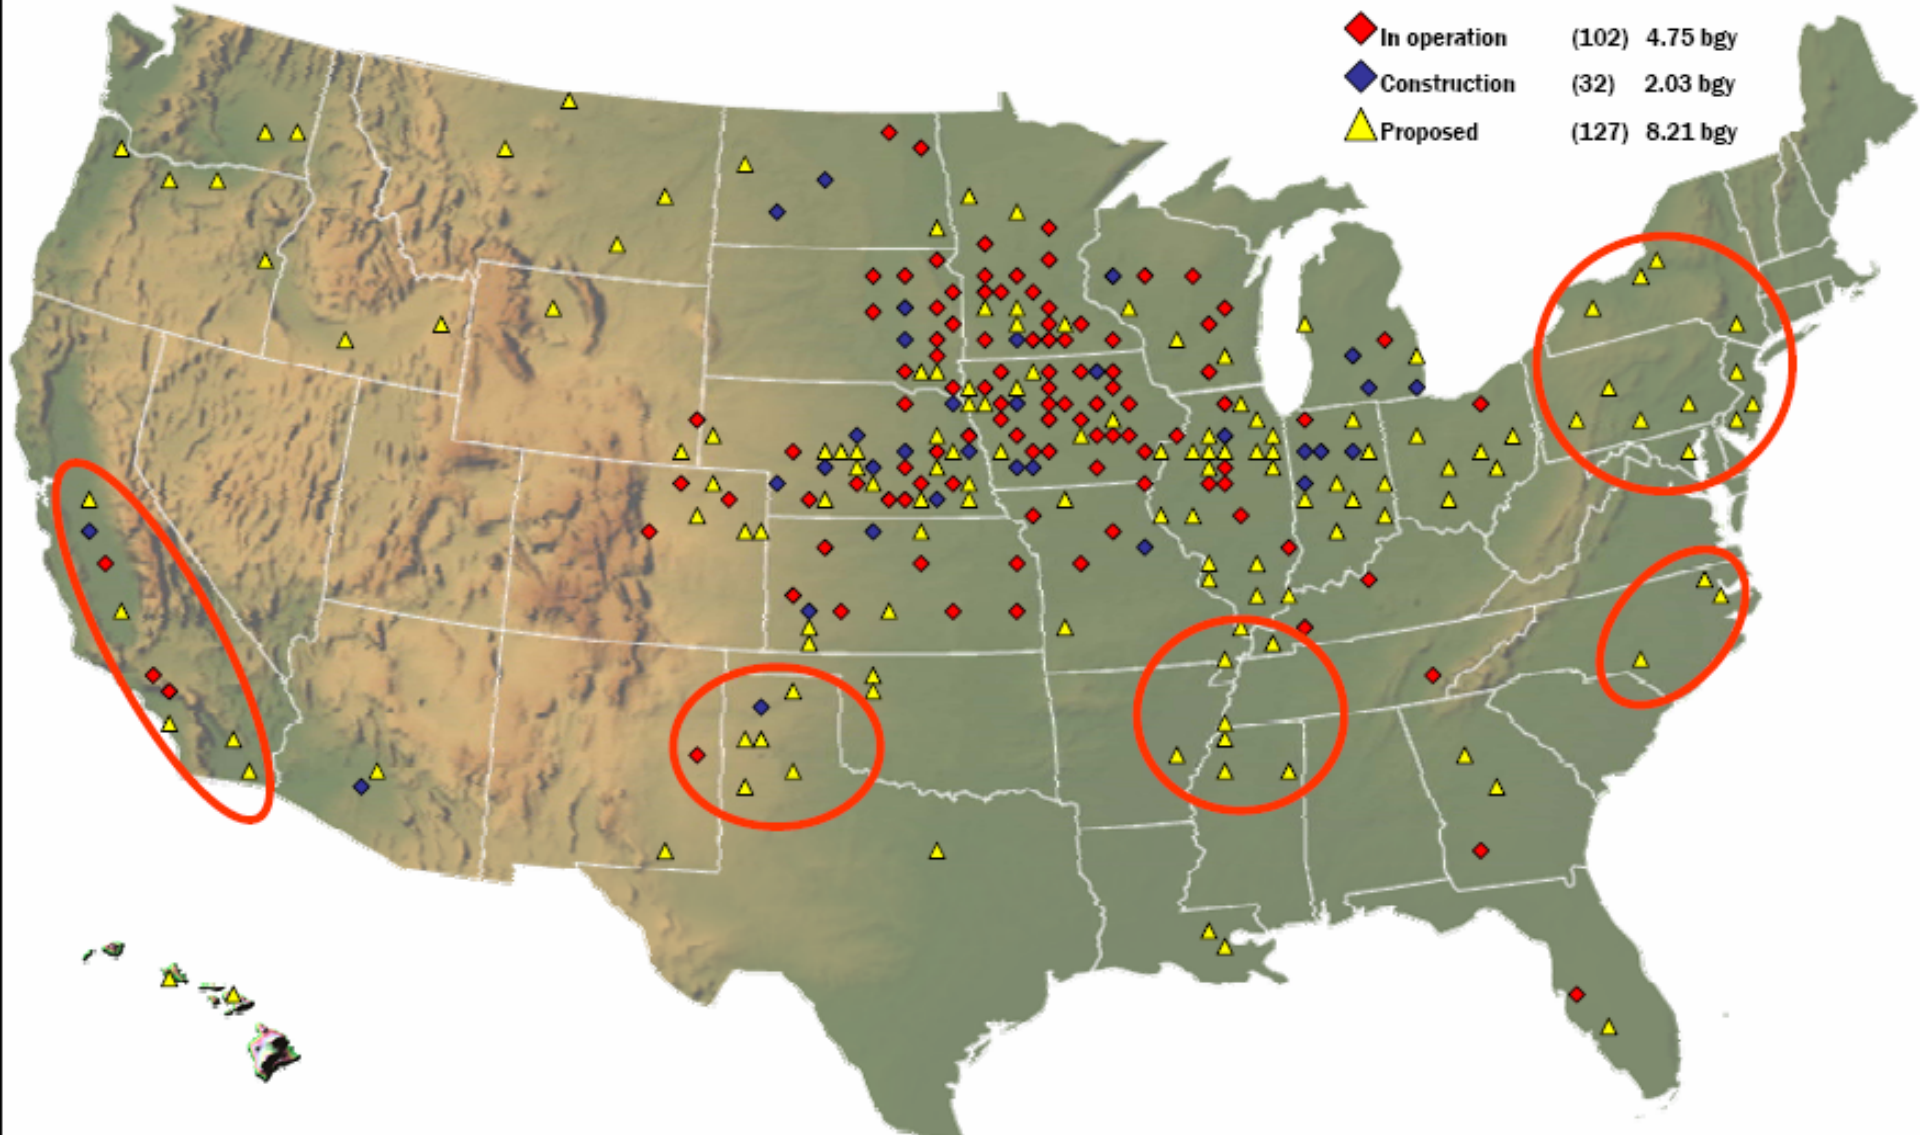 In operation (102) 4.75 bgy
Construction (32) 2.03 bgy
Proposed (127) 8.21 bgy